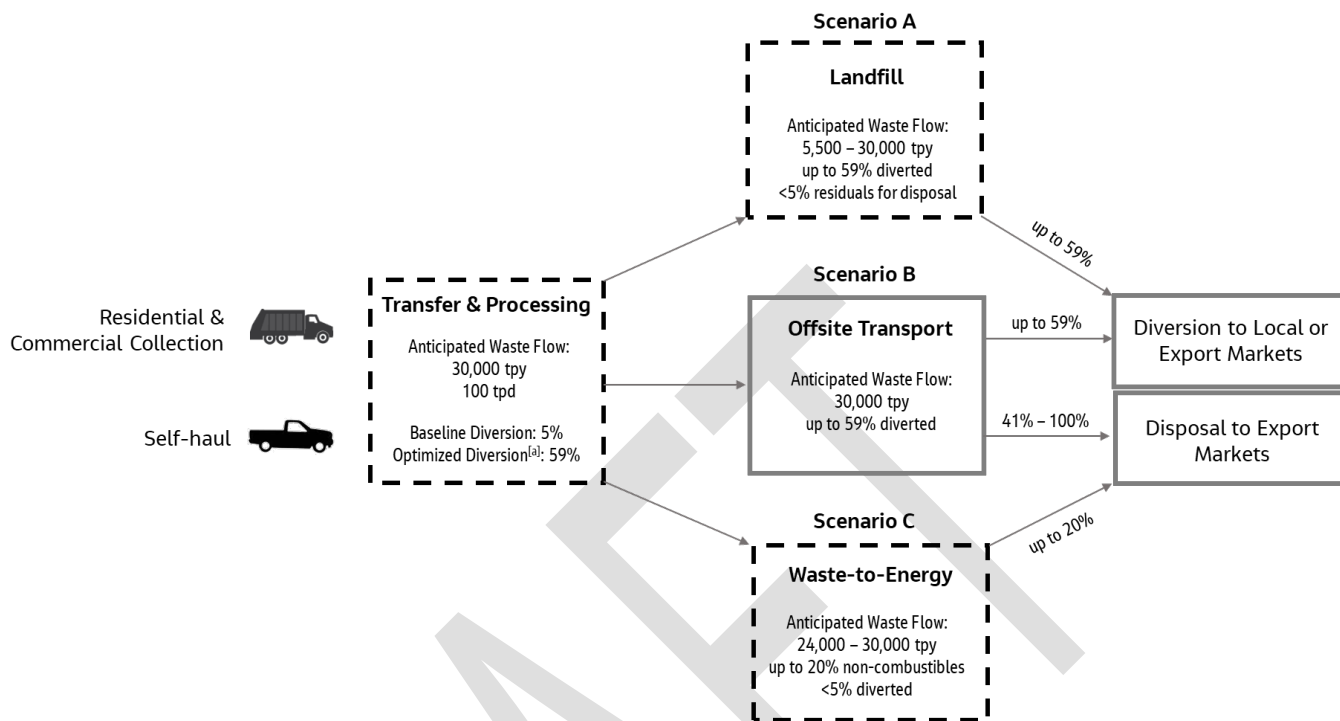 Scenario A
Landfill
Anticipated Waste Flow:
5,500 – 30,000 tpy
up to 59% diverted
<5% residuals for disposal
up to 59%
Residential &
Commercial Collection
Self-haul
Transfer & Processing
Anticipated Waste Flow:
30,000 tpy
100 tpd
Baseline Diversion: 5%
Optimized Diversion[a]: 59%
Scenario B
Offsite Transport
Anticipated Waste Flow:
30,000 tpy
up to 59% diverted
up to 59%
41% – 100%
Diversion to Local or
Export Markets
Disposal to Export
Markets
Scenario C
Waste-to-Energy
Anticipated Waste Flow:
24,000 – 30,000 tpy
up to 20% non-combustibles
<5% diverted
up to 20%